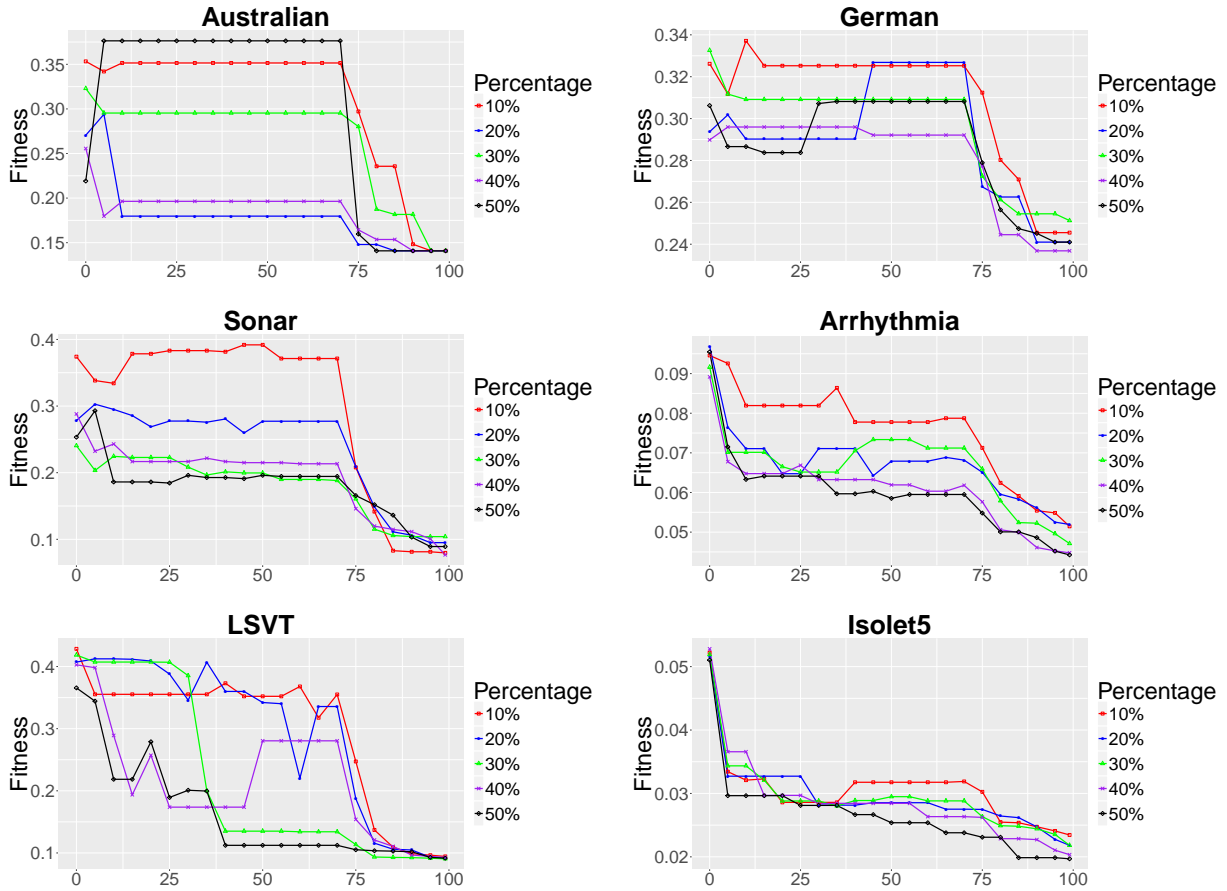 Australian
Fitness
0.35
0.30
0.25
0.20
0.15
0 25 50 75 100
Percentage
10%
20%
30%
40%
50%
German
Fitness
0.34
0.32
0.30
0.28
0.26
0.24
0 25 50 75 100
Percentage
10%
20%
30%
40%
50%
Sonar
Fitness
0.4
0.3
0.2
0.1
0 25 50 75 100
Percentage
10%
20%
30%
40%
50%
Arrhythmia
Fitness
0.09
0.08
0.07
0.06
0.05
0 25 50 75 100
Percentage
10%
20%
30%
40%
50%
LSVT
Fitness
0.4
0.3
0.2
0.1
0 25 50 75 100
Percentage
10%
20%
30%
40%
50%
Isolet5
Fitness
0.05
0.04
0.03
0.02
0 25 50 75 100
Percentage
10%
20%
30%
40%
50%